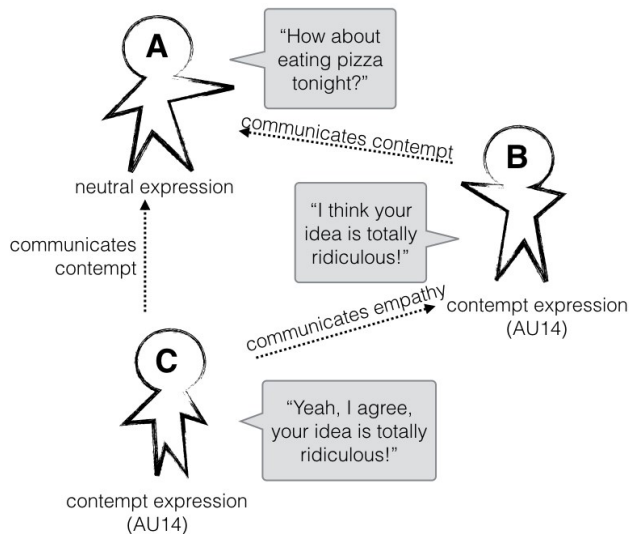 A
“How about
eating pizza
tonight?”
neutral expression
communicates contempt
B
“I think your
idea is totally
ridiculous!”
contempt expression
(AU14)
communicates
contempt
communicates empathy
C
“Yeah, I agree,
your idea is totally
ridiculous!”
contempt expression
(AU14)